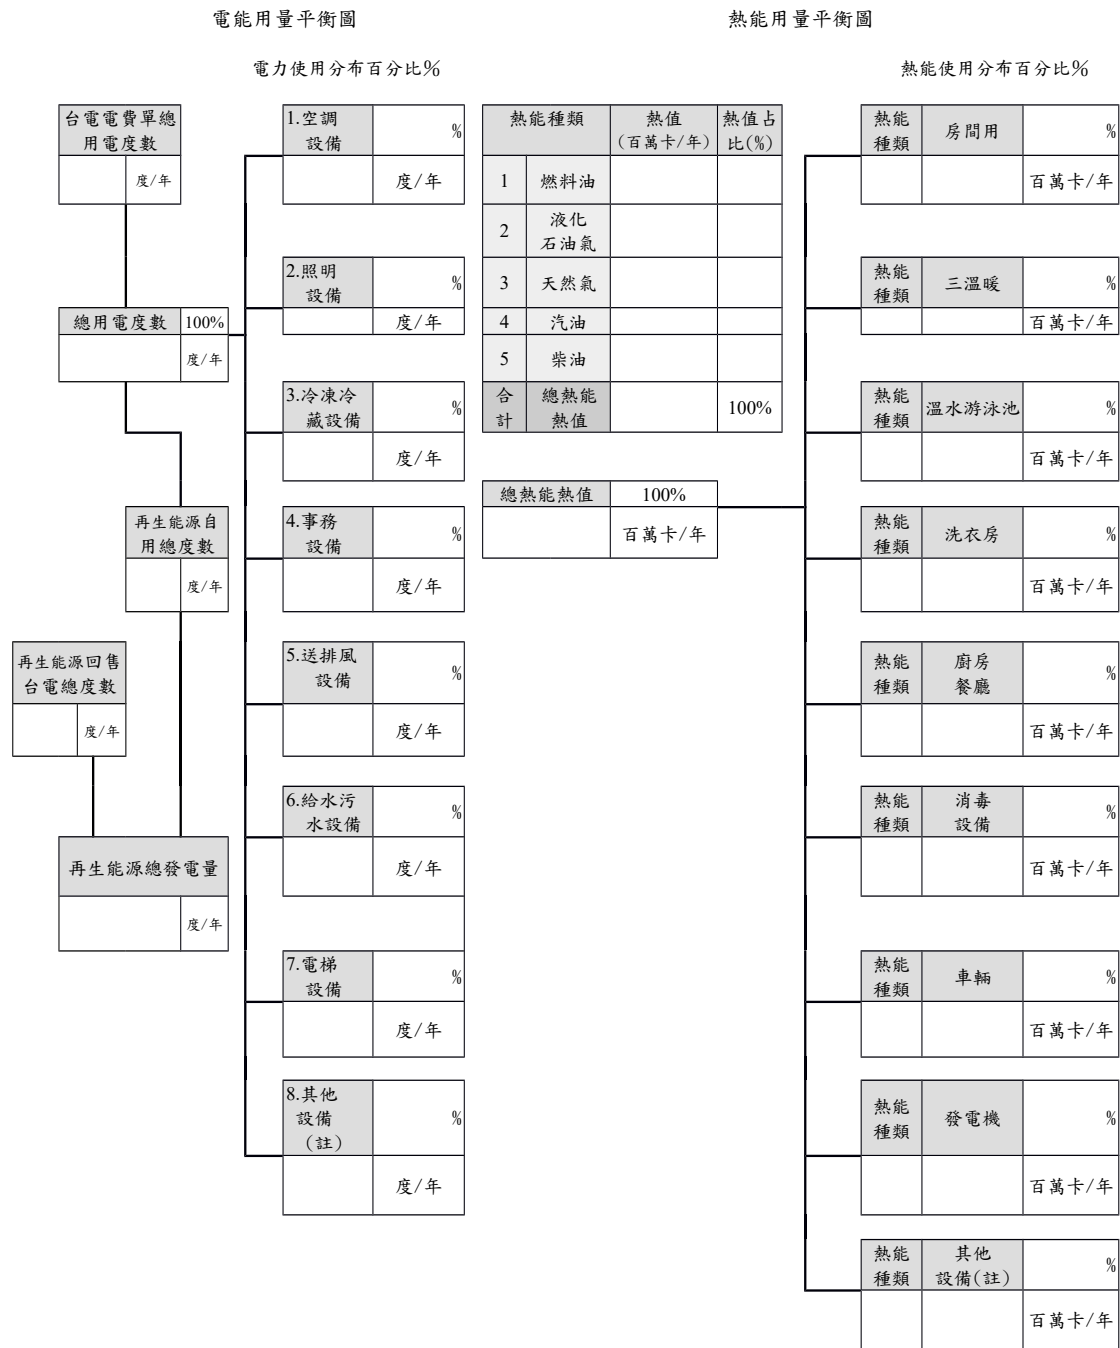 電能用量平衡圖
電力使用分布百分比%
台電電費單總
用電度數
度/年
總用電度數 100%
度/年
再生能源自
用總度數
度/年
再生能源回售
台電總度數
度/年
再生能源總發電量
度/年
1.空調
設備
%
度/年
2.照明
設備
%
度/年
3.冷凍冷
藏設備
%
度/年
4.事務
設備
%
度/年
5.送排風
設備
%
度/年
6.給水污
水設備
%
度/年
7.電梯
設備
%
度/年
8.其他
設備
(註)
%
度/年
熱能用量平衡圖
熱能使用分布百分比%
熱能種類
熱值
(百萬卡/年)
熱值占
比(%)
1 燃料油
2 液化
石油氣
3 天然氣
4 汽油
5 柴油
合
計
總熱能
熱值
100%
總熱能熱值 100%
百萬卡/年
熱能
種類
房間用
%
百萬卡/年
熱能
種類
三溫暖
%
百萬卡/年
熱能
種類
溫水游泳池
%
百萬卡/年
熱能
種類
洗衣房
%
百萬卡/年
熱能
種類
廚房
餐廳
%
百萬卡/年
熱能
種類
消毒
設備
%
百萬卡/年
熱能
種類
車輛
%
百萬卡/年
熱能
種類
發電機
%
百萬卡/年
熱能
種類
其他
設備(註)
%
百萬卡/年